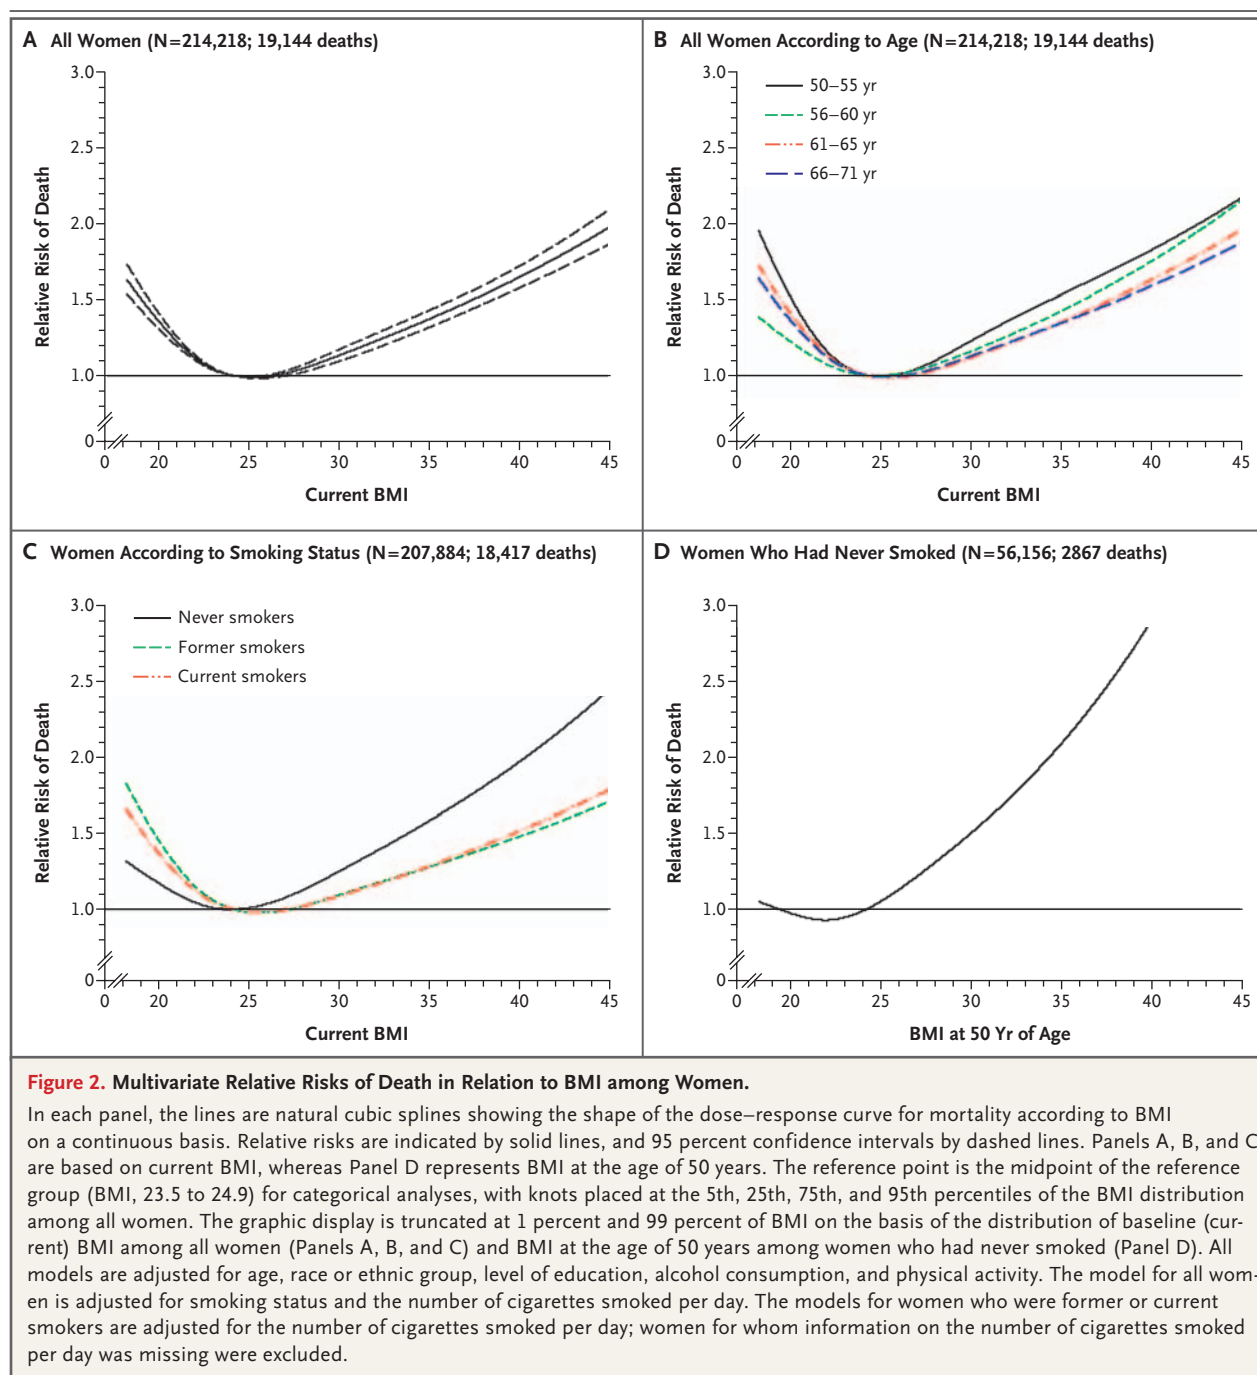 A All Women (N=214,218; 19,144 deaths)
3.0
2.5
2.0
1.5
1.0
0
Relative Risk of Death
0 20 25 30 35 40 45
Current BMI
B All Women According to Age (N=214,218; 19,144 deaths)
3.0
2.5
2.0
1.5
1.0
0
Relative Risk of Death
50–55 yr
56–60 yr
61–65 yr
66–71 yr
0 20 25 30 35 40 45
Current BMI
C Women According to Smoking Status (N=207,884; 18,417 deaths)
3.0
2.5
2.0
1.5
1.0
0
Relative Risk of Death
Never smokers
Former smokers
Current smokers
0 20 25 30 35 40 45
Current BMI
D Women Who Had Never Smoked (N=56,156; 2867 deaths)
3.0
2.5
2.0
1.5
1.0
0
Relative Risk of Death
0 20 25 30 35 40 45
BMI at 50 Yr of Age
Figure 2. Multivariate Relative Risks of Death in Relation to BMI among Women.
In each panel, the lines are natural cubic splines showing the shape of the dose–response curve for mortality according to BMI
on a continuous basis. Relative risks are indicated by solid lines, and 95 percent confidence intervals by dashed lines. Panels A, B, and C
are based on current BMI, whereas Panel D represents BMI at the age of 50 years. The reference point is the midpoint of the reference
group (BMI, 23.5 to 24.9) for categorical analyses, with knots placed at the 5th, 25th, 75th, and 95th percentiles of the BMI distribution
among all women. The graphic display is truncated at 1 percent and 99 percent of BMI on the basis of the distribution of baseline (cur-
rent) BMI among all women (Panels A, B, and C) and BMI at the age of 50 years among women who had never smoked (Panel D). All
models are adjusted for age, race or ethnic group, level of education, alcohol consumption, and physical activity. The model for all wom-
en is adjusted for smoking status and the number of cigarettes smoked per day. The models for women who were former or current
smokers are adjusted for the number of cigarettes smoked per day; women for whom information on the number of cigarettes smoked
per day was missing were excluded.